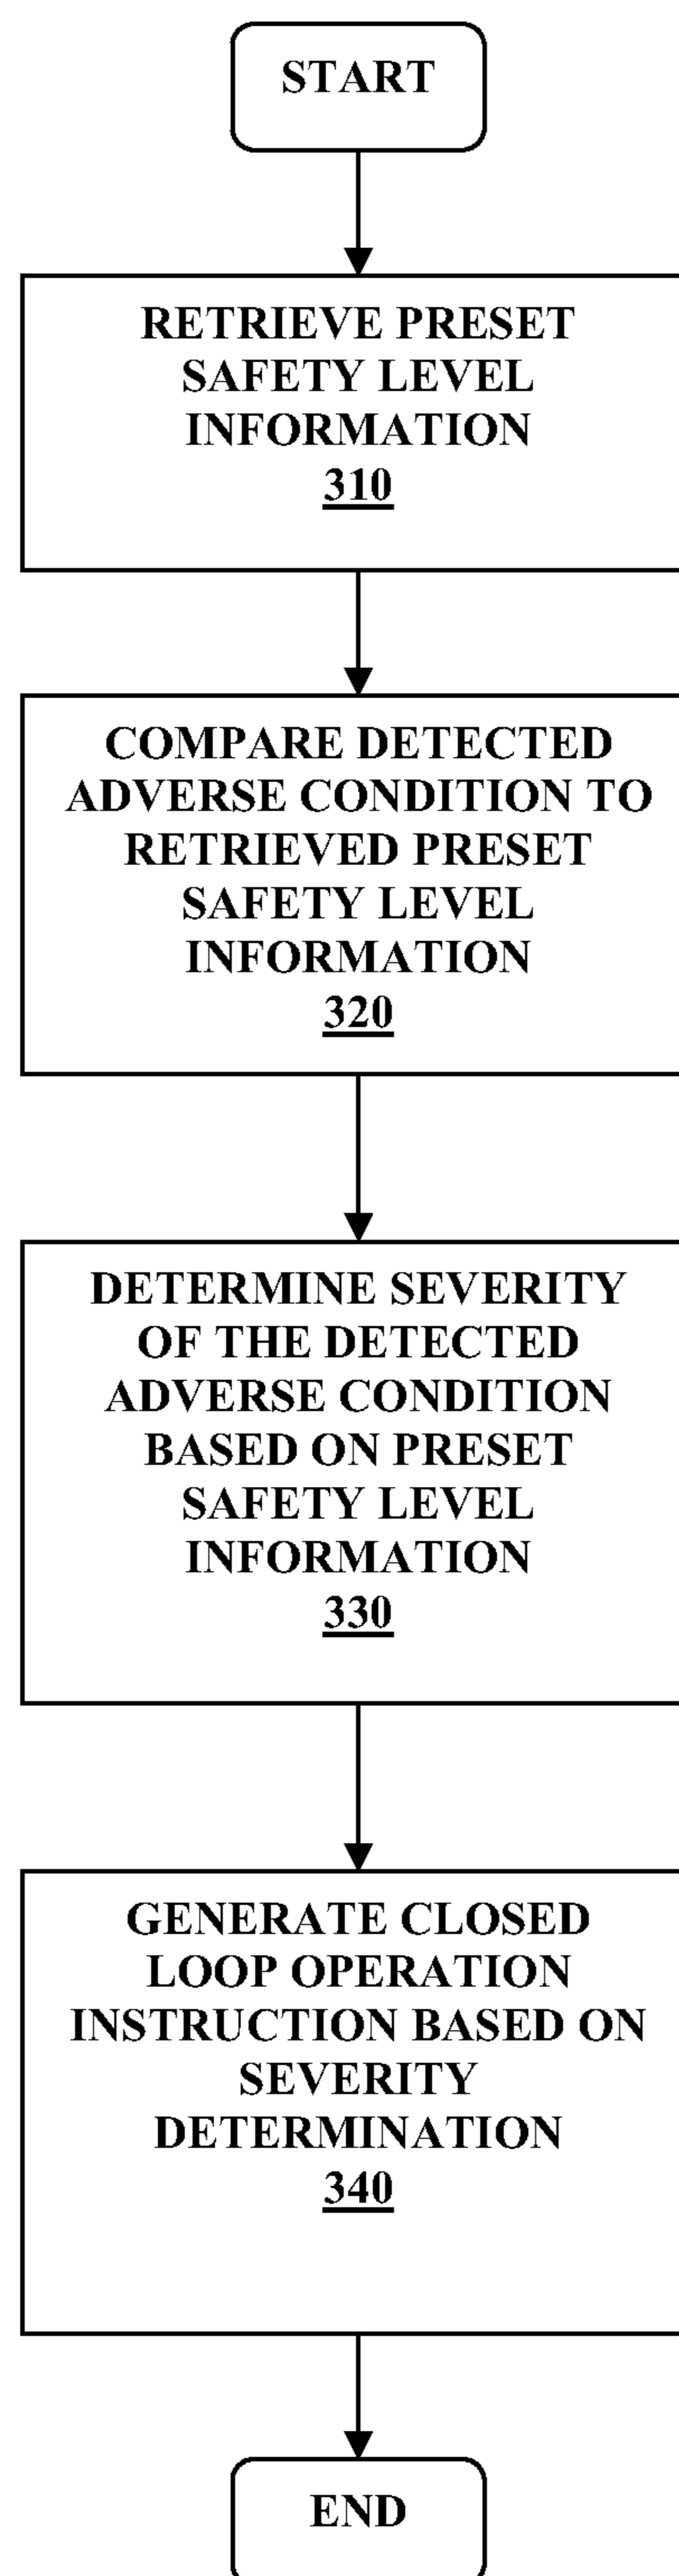 START
RETRIEVE PRESET
SAFETY LEVEL
INFORMATION
310
COMPARE DETECTED
ADVERSE CONDITION TO
RETRIEVED PRESET
SAFETY LEVEL
INFORMATION
320
DETERMINE SEVERITY
OF THE DETECTED
ADVERSE CONDITION
BASED ON PRESET
SAFETY LEVEL
INFORMATION
330
GENERATE CLOSED
LOOP OPERATION
INSTRUCTION BASED ON
SEVERITY
DETERMINATION
340
END